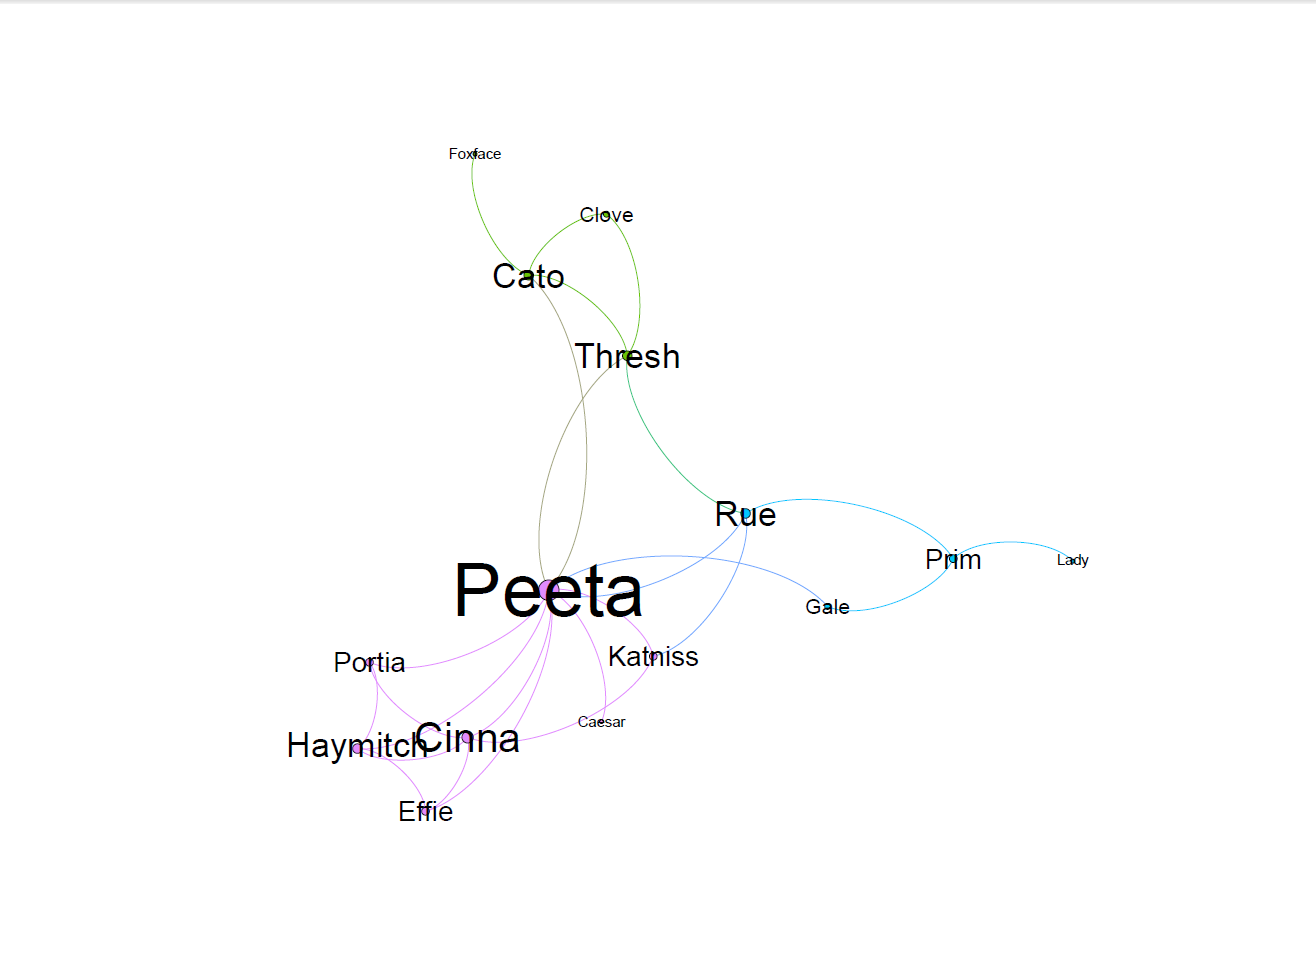 Foxface
Clove
Cato
Thresh
Rue
Prim
Lady
Peeta
Gale
Portia
Katniss
Caesar
Haymitch
Cinna
Effie